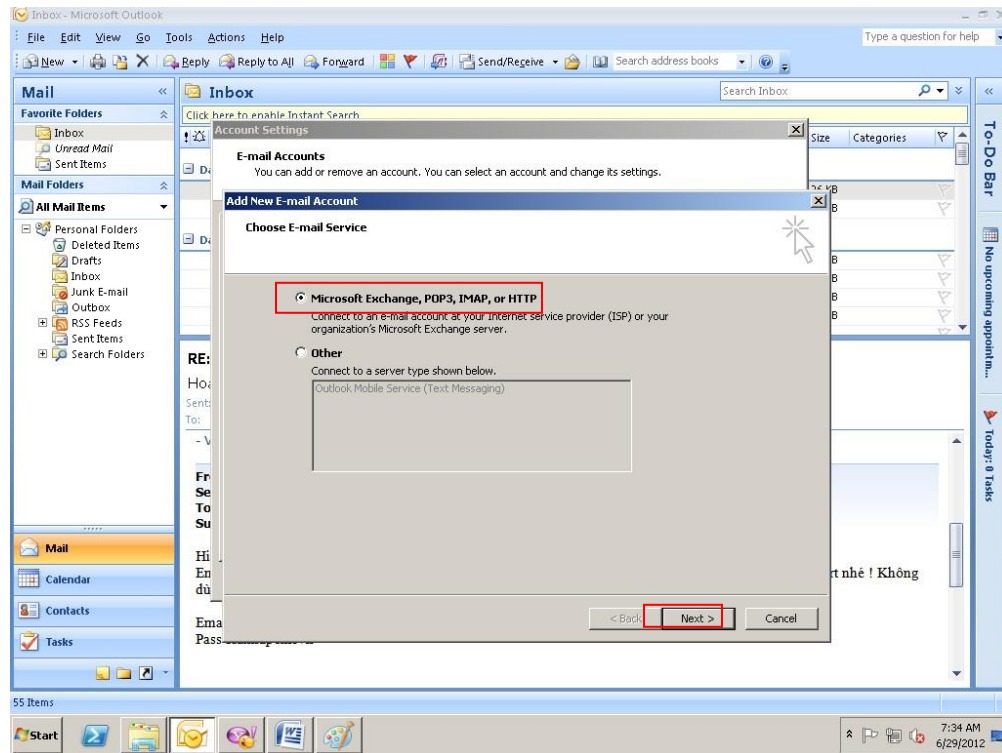 Inbox - Microsoft Outlook
File Edit View Go Tools Actions Help
Type a question for help
New Reply Reply to All Forward Send/Receive Search address books
Mail
Favorite Folders
Inbox
Unread Mail
Sent Items
Mail Folders
All Mail Items
Personal Folders
Deleted Items
Drafts
Inbox
Junk E-mail
Outbox
RSS Feeds
Sent Items
Search Folders
Mail
Calendar
Contacts
Tasks
Inbox
Search Inbox
Click here to enable Instant Search
Size Categories
Account Settings
E-mail Accounts
You can add or remove an account. You can select an account and change its settings.
Add New E-mail Account
Choose E-mail Service
Microsoft Exchange, POP3, IMAP, or HTTP
Connect to an e-mail account at your Internet service provider (ISP) or your
organization's Microsoft Exchange server.
Other
Connect to a server type shown below.
Outlook Mobile Service (Text Messaging)
< Back Next > Cancel
RE:
Sent:
To:
Hi
rt nhé ! Không
To-Do Bar
No upcoming appointm...
Today: 0 Tasks
55 Items
Start
7:34 AM
6/29/2012